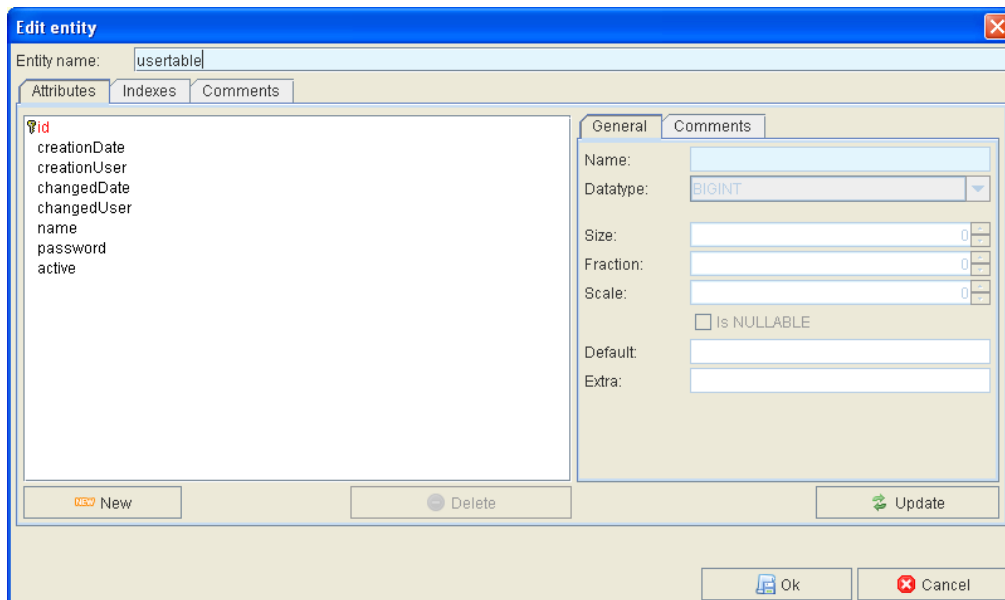 Edit entity
Entity name: usertable
Attributes Indexes Comments
id
creationDate
creationUser
changedDate
changedUser
name
password
active
General Comments
Name:
Datatype: BIGINT
Size: 0
Fraction: 0
Scale: 0
Is NULLABLE
Default:
Extra:
NEW New Delete Update
Ok Cancel